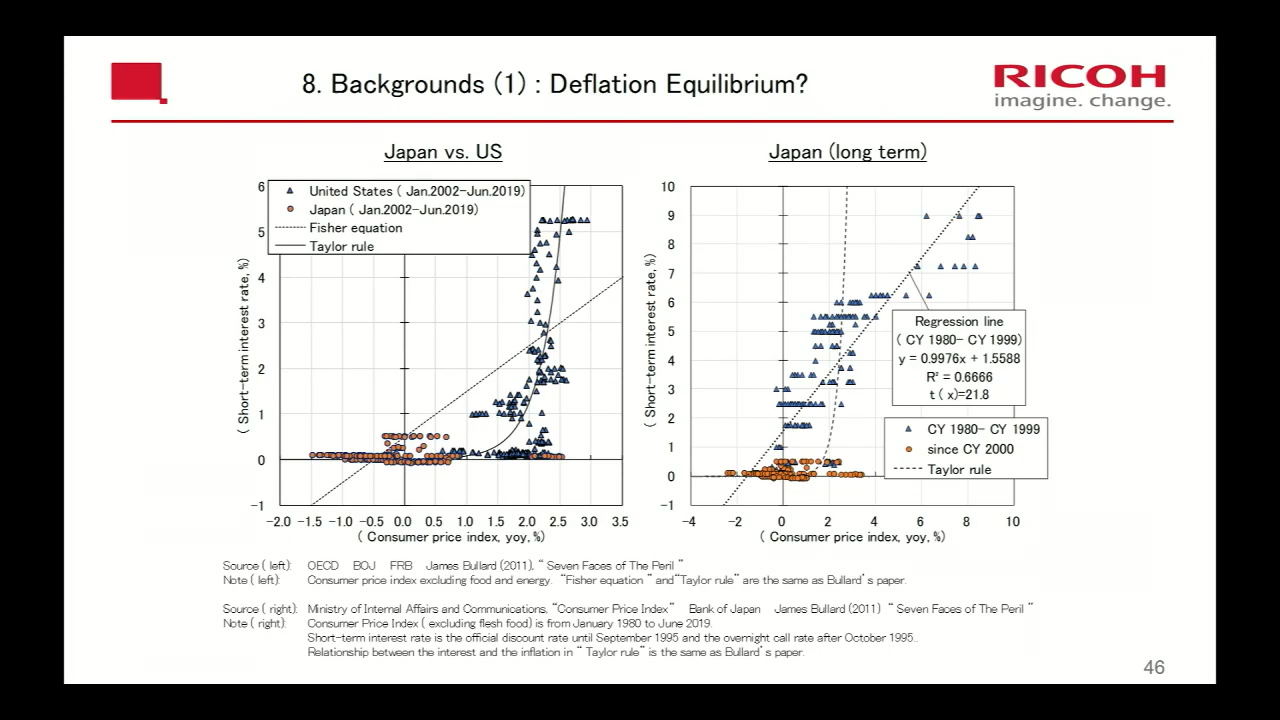 8. Backgrounds (1) : Deflation Equilibrium?
RICOH
imagine. change.
Japan vs. US
United States ( Jan.2002-Jun.2019)
Japan ( Jan.2002-Jun.2019)
Fisher equation
Taylor rule
6
5
4
3
2
1
0
-1
( Short-term interest rate, %)
-2.0 -1.5 -1.0 -0.5 0.0 0.5 1.0 1.5 2.0 2.5 3.0 3.5
( Consumer price index, yoy, %)
Japan (long term)
10
9
8
7
6
5
4
3
2
1
0
-1
( Short-term interest rate, %)
Regression line
( CY 1980- CY 1999)
y = 0.9976x + 1.5588
R² = 0.6666
t ( x)=21.8
CY 1980- CY 1999
since CY 2000
Taylor rule
-4 -2 0 2 4 6 8 10
( Consumer price index, yoy, %)
Source ( left): OECD BOJ FRB James Bullard (2011), “ Seven Faces of The Peril ”
Note ( left): Consumer price index excluding food and energy. “Fisher equation ” and“Taylor rule” are the same as Bullard’ s paper.
Source ( right): Ministry of Internal Affairs and Communications, “Consumer Price Index” Bank of Japan James Bullard (2011) “ Seven Faces of The Peril ”
Note ( right): Consumer Price Index ( excluding flesh food) is from January 1980 to June 2019.
Short-term interest rate is the official discount rate until September 1995 and the overnight call rate after October 1995..
Relationship between the interest and the inflation in “ Taylor rule” is the same as Bullard’ s paper.
46